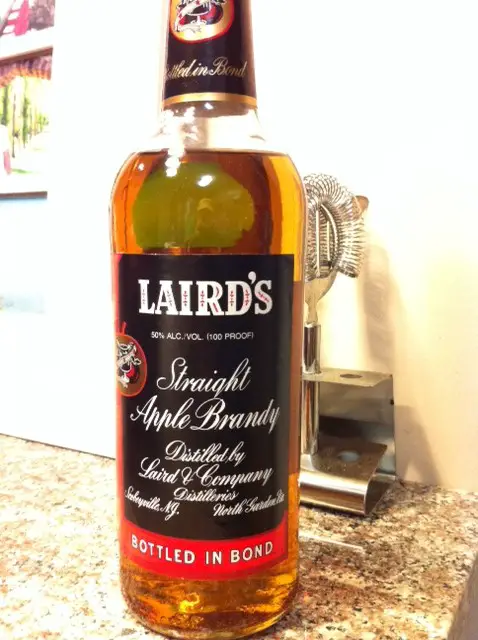 Bottled in Bond
LAIRD'S
50% ALC./VOL. (100 PROOF)
Straight
Apple Brandy
Distilled by
Laird & Company
Distilleries
Scobeyville, N.J. North Garden, Va.
BOTTLED IN BOND